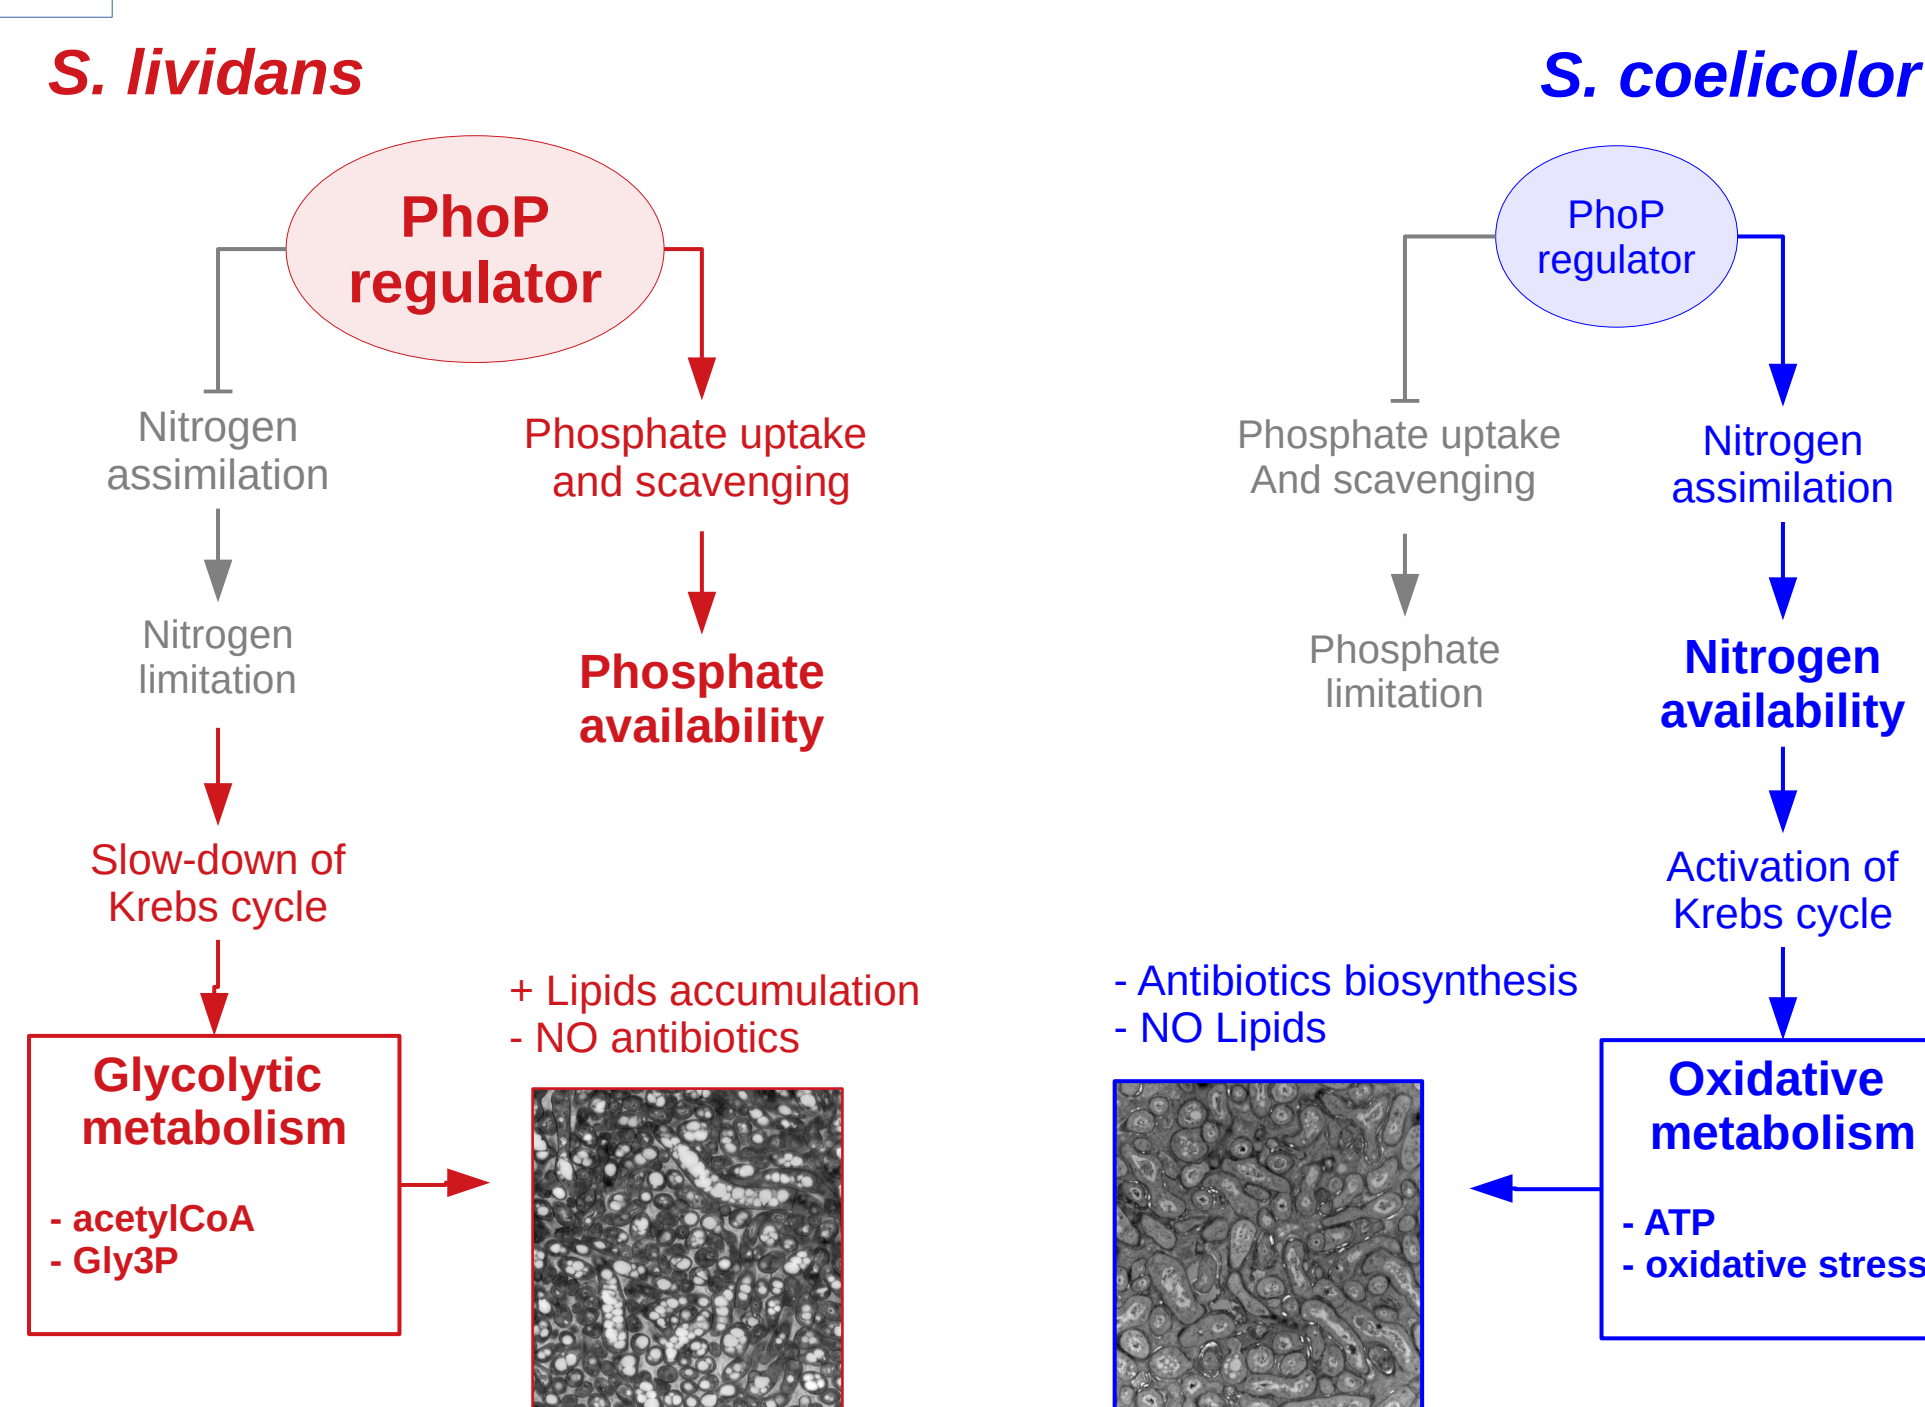 S. lividans
PhoP
regulator
Nitrogen
assimilation
Phosphate uptake
and scavenging
Nitrogen
limitation
Phosphate
availability
Slow-down of
Krebs cycle
+ Lipids accumulation
- NO antibiotics
Glycolytic
metabolism
- acetylCoA
- Gly3P
S. coelicolor
PhoP
regulator
Phosphate uptake
And scavenging
Nitrogen
assimilation
Phosphate
limitation
Nitrogen
availability
Activation of
Krebs cycle
- Antibiotics biosynthesis
- NO Lipids
Oxidative
metabolism
- ATP
- oxidative stress